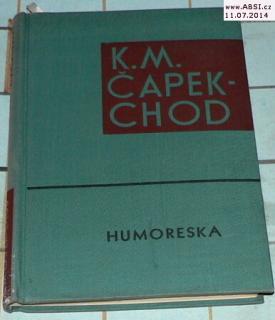 www.ABSI.cz
11.07.2014
K.M.
ČAPEK-
CHOD
HUMORESKA